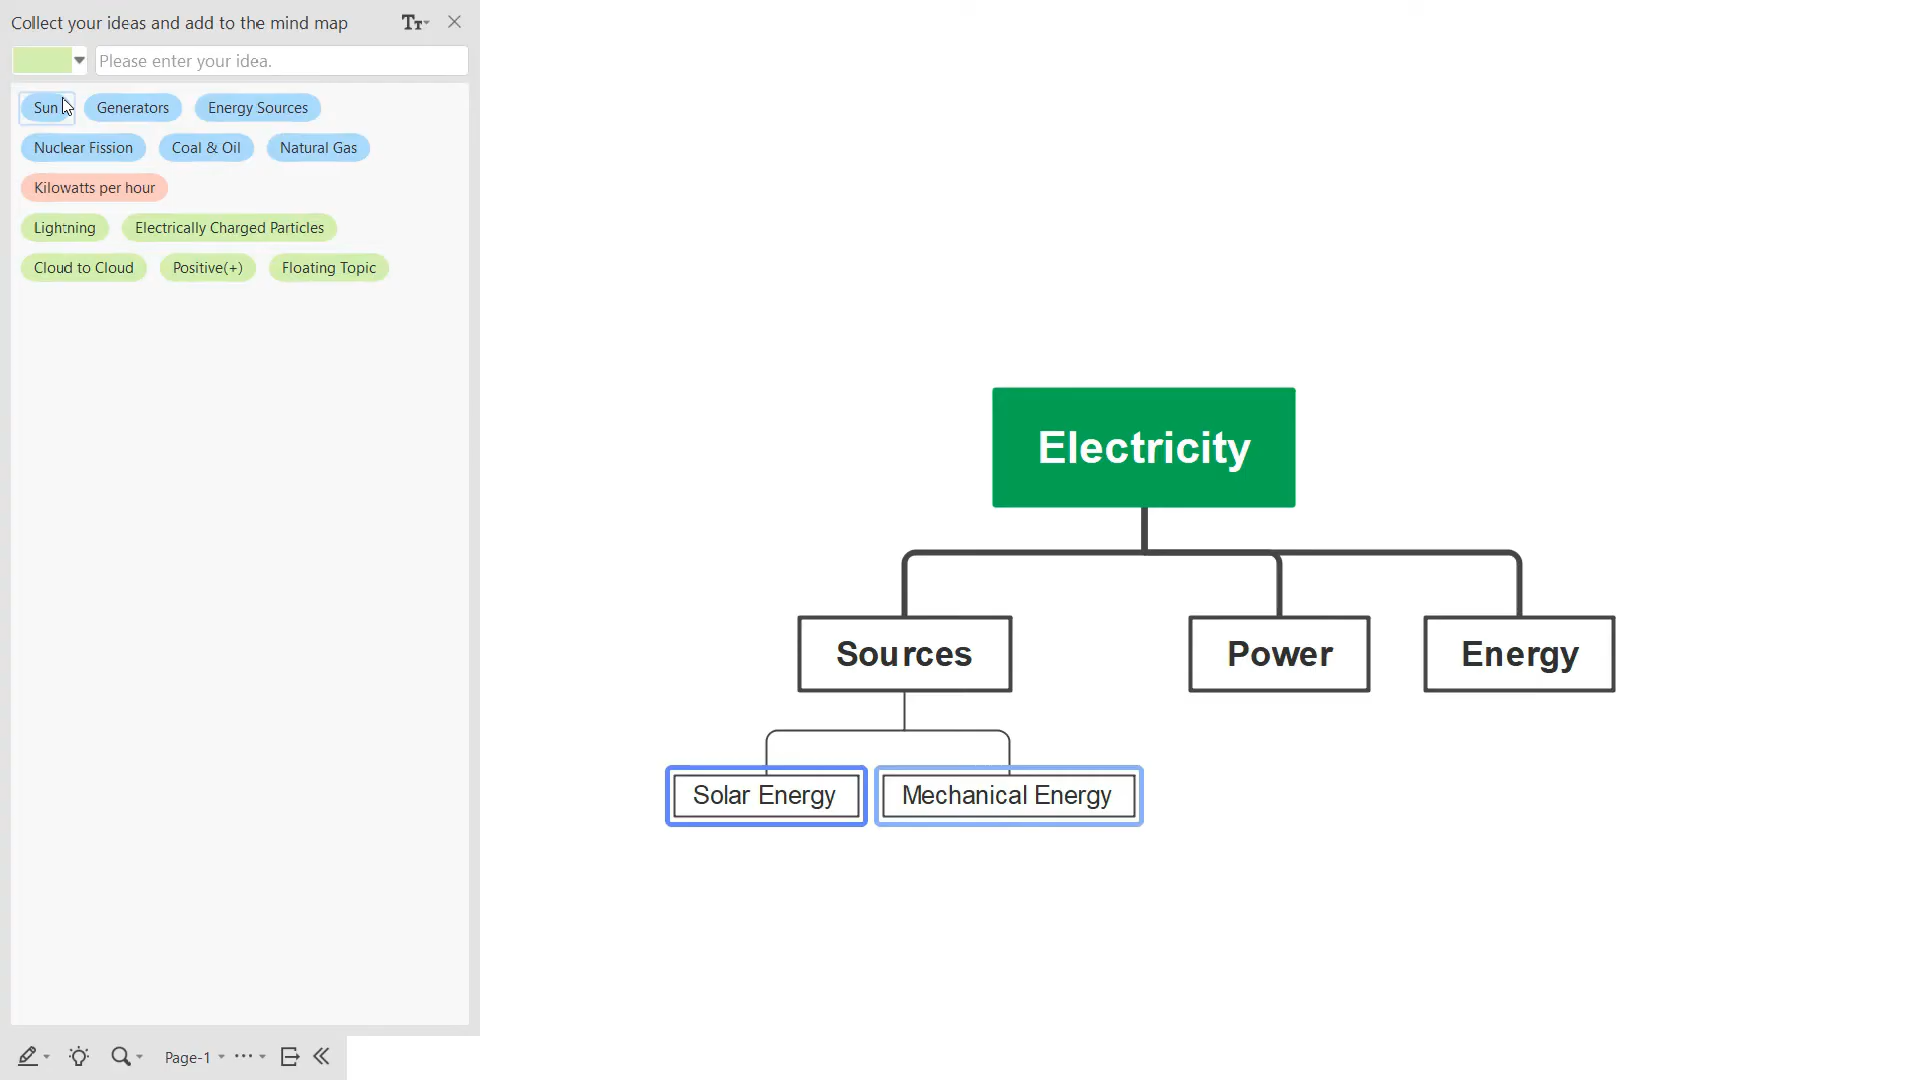 Collect your ideas and add to the mind map
Tт
Please enter your idea.
Sun Generators Energy Sources
Nuclear Fission Coal & Oil Natural Gas
Kilowatts per hour
Lightning Electrically Charged Particles
Cloud to Cloud Positive(+) Floating Topic
Electricity
Sources Power Energy
Solar Energy Mechanical Energy
Page-1